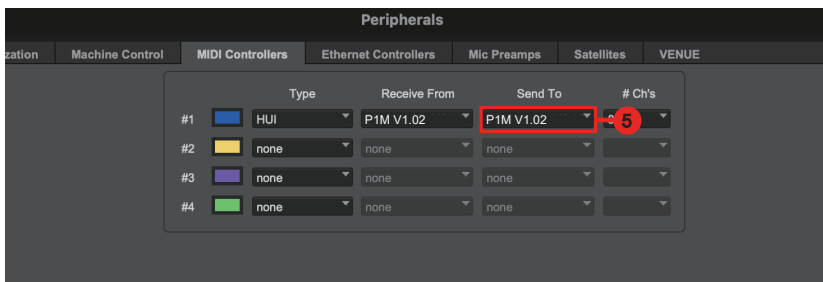 Peripherals
zation Machine Control MIDI Controllers Ethernet Controllers Mic Preamps Satellites VENUE
Type Receive From Send To # Ch's
#1 HUI P1M V1.02 P1M V1.02 5
#2 none none none
#3 none none none
#4 none none none